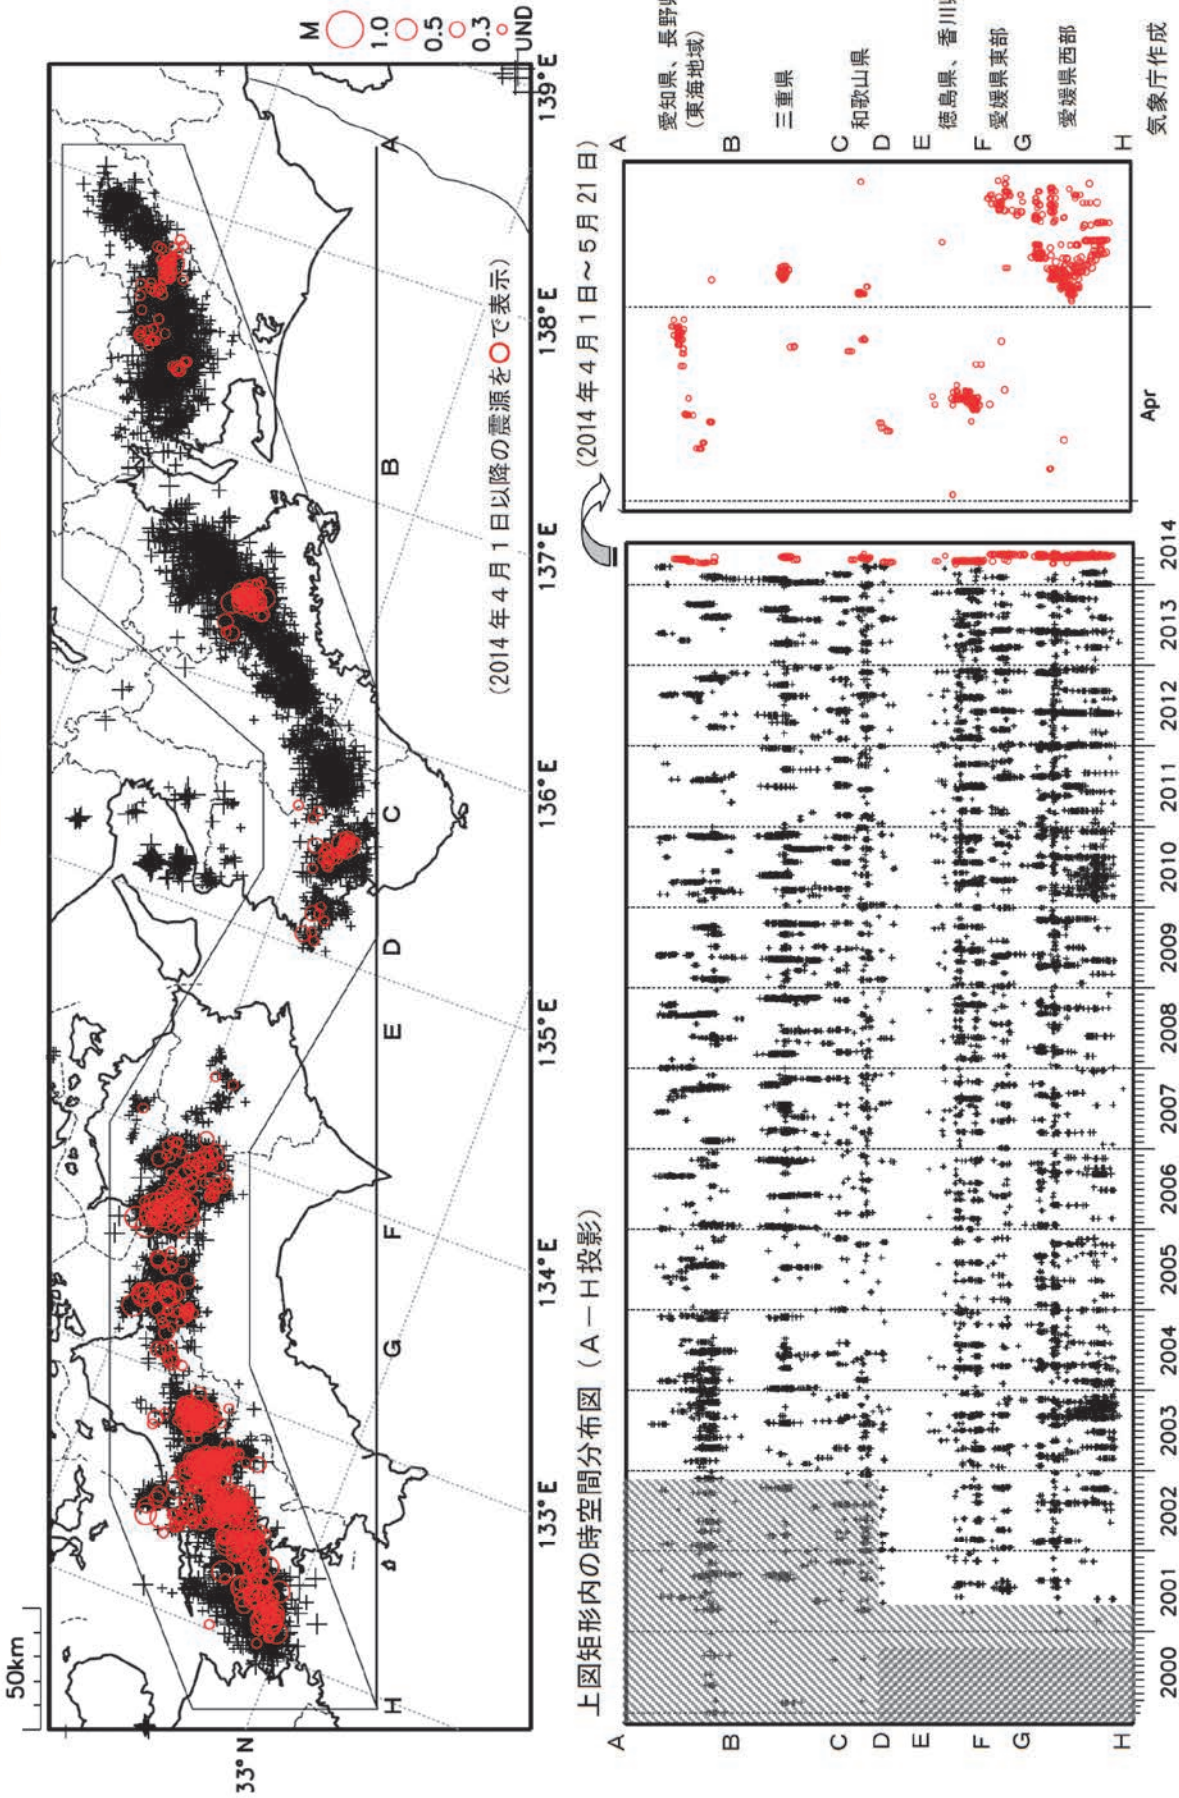 50km
33°N
133°E
134°E
135°E
136°E
137°E
138°E
139°E
H
G
F
E
D
C
B
A
M
1.0
0.5
0.3
UND
(2014年4月1日以降の震源を○で表示)
上図矩形内の時空間分布図（A－H投影）
(2014年4月1日～5月21日)
A
B
C
D
E
F
G
H
2000
2001
2002
2003
2004
2005
2006
2007
2008
2009
2010
2011
2012
2013
2014
Apr
A
B
C
D
E
F
G
H
愛知県、長野県
(東海地域)
三重県
和歌山県
徳島県、香川県
愛媛県東部
愛媛県西部
気象庁作成